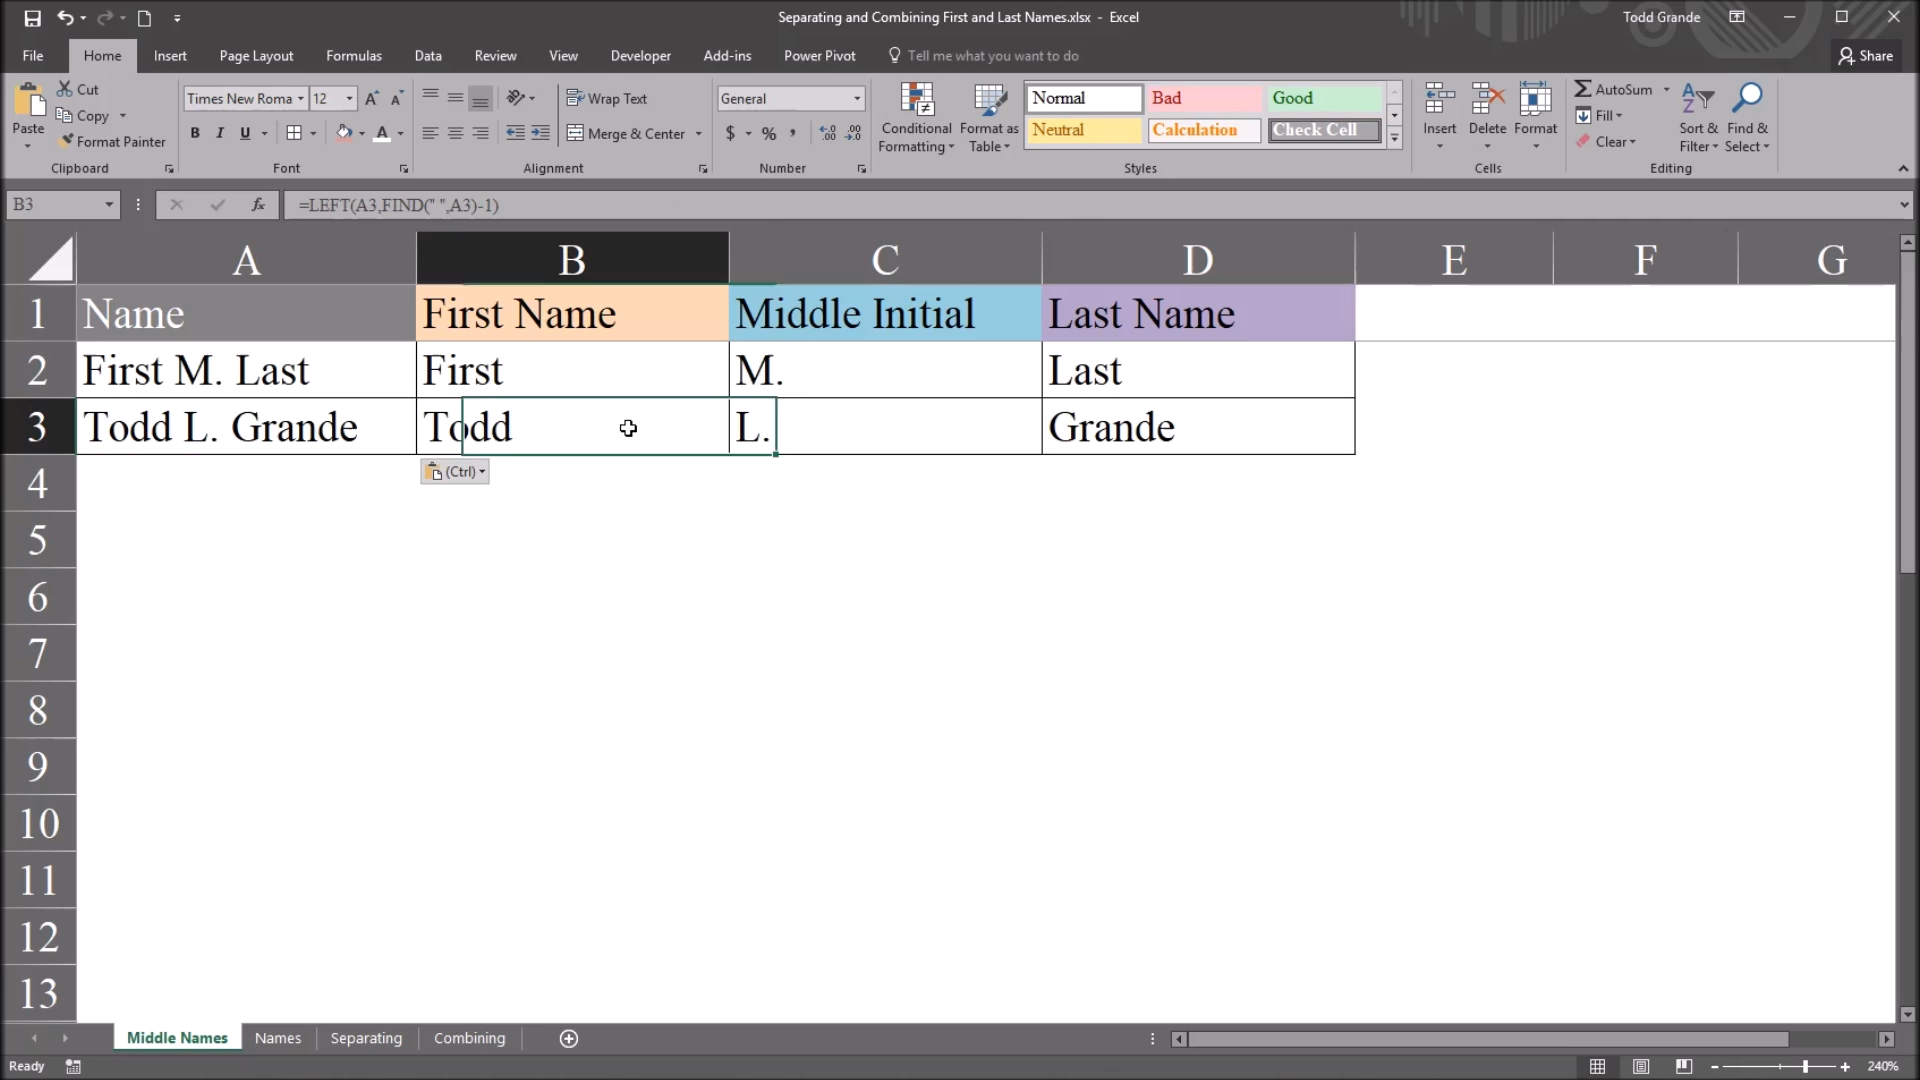 Separating and Combining First and Last Names.xlsx - Excel
Todd Grande
File Home Insert Page Layout Formulas Data Review View Developer Add-ins Power Pivot Tell me what you want to do
Share
Paste
Cut
Copy
Format Painter
Clipboard
Times New Roma 12
B I U
Font
Wrap Text
Merge & Center
Alignment
General
$ % ,
Number
Conditional Formatting
Format as Table
Normal Bad Good
Neutral Calculation Check Cell
Styles
Insert Delete Format
Cells
AutoSum
Fill
Clear
Sort & Filter
Find & Select
Editing
B3 fx =LEFT(A3,FIND(" ",A3)-1)
A B C D E F G
1 Name First Name Middle Initial Last Name
2 First M. Last First M. Last
3 Todd L. Grande Todd L. Grande
(Ctrl)
4
5
6
7
8
9
10
11
12
13
Middle Names Names Separating Combining
Ready
240%